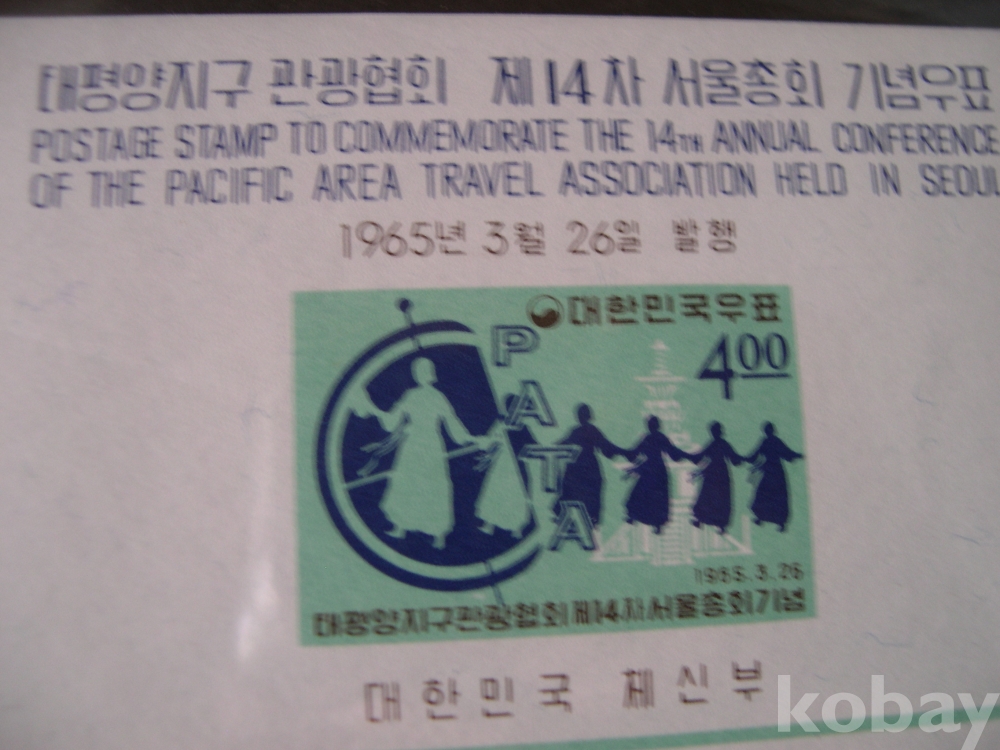 태평양지구 관광협회 제14차 서울총회 기념우표
POSTAGE STAMP TO COMMEMORATE THE 14TH ANNUAL CONFERENCE
OF THE PACIFIC AREA TRAVEL ASSOCIATION HELD IN SEOUL
1965년 3월 26일 발행
대한민국우표
PATA
400
1965.3.26
태평양지구관광협회제14차서울총회기념
대한민국 체신부
kobay